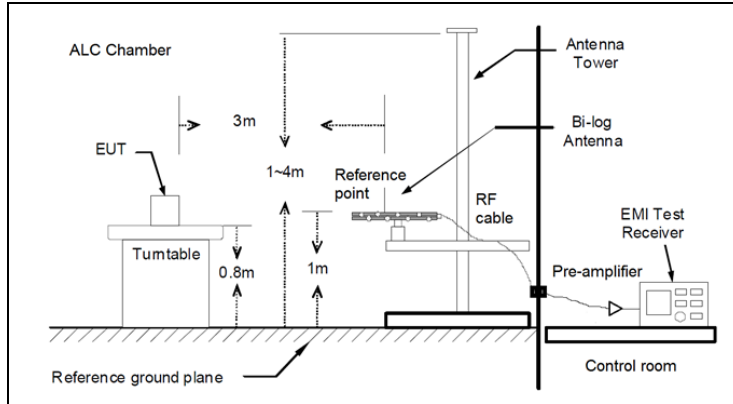 ALC Chamber
Antenna
Tower
3m
Bi-log
Antenna
EUT
1~4m
Reference
point
RF
cable
EMI Test
Receiver
Turntable
0.8m
1m
Pre-amplifier
Reference ground plane
Control room